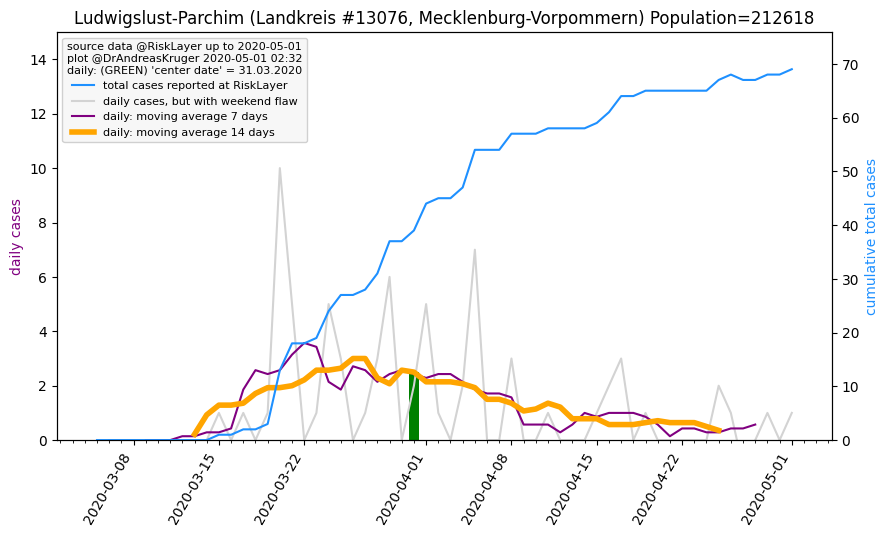 Ludwigslust-Parchim (Landkreis #13076, Mecklenburg-Vorpommern) Population=212618
source data @RiskLayer up to 2020-05-01
plot @DrAndreasKruger 2020-05-01 02:32
daily: (GREEN) 'center date' = 31.03.2020
total cases reported at RiskLayer
daily cases, but with weekend flaw
daily: moving average 7 days
daily: moving average 14 days
daily cases
14
12
10
8
6
4
2
0
cumulative total cases
70
60
50
40
30
20
10
0
2020-03-08
2020-03-15
2020-03-22
2020-04-01
2020-04-08
2020-04-15
2020-04-22
2020-05-01